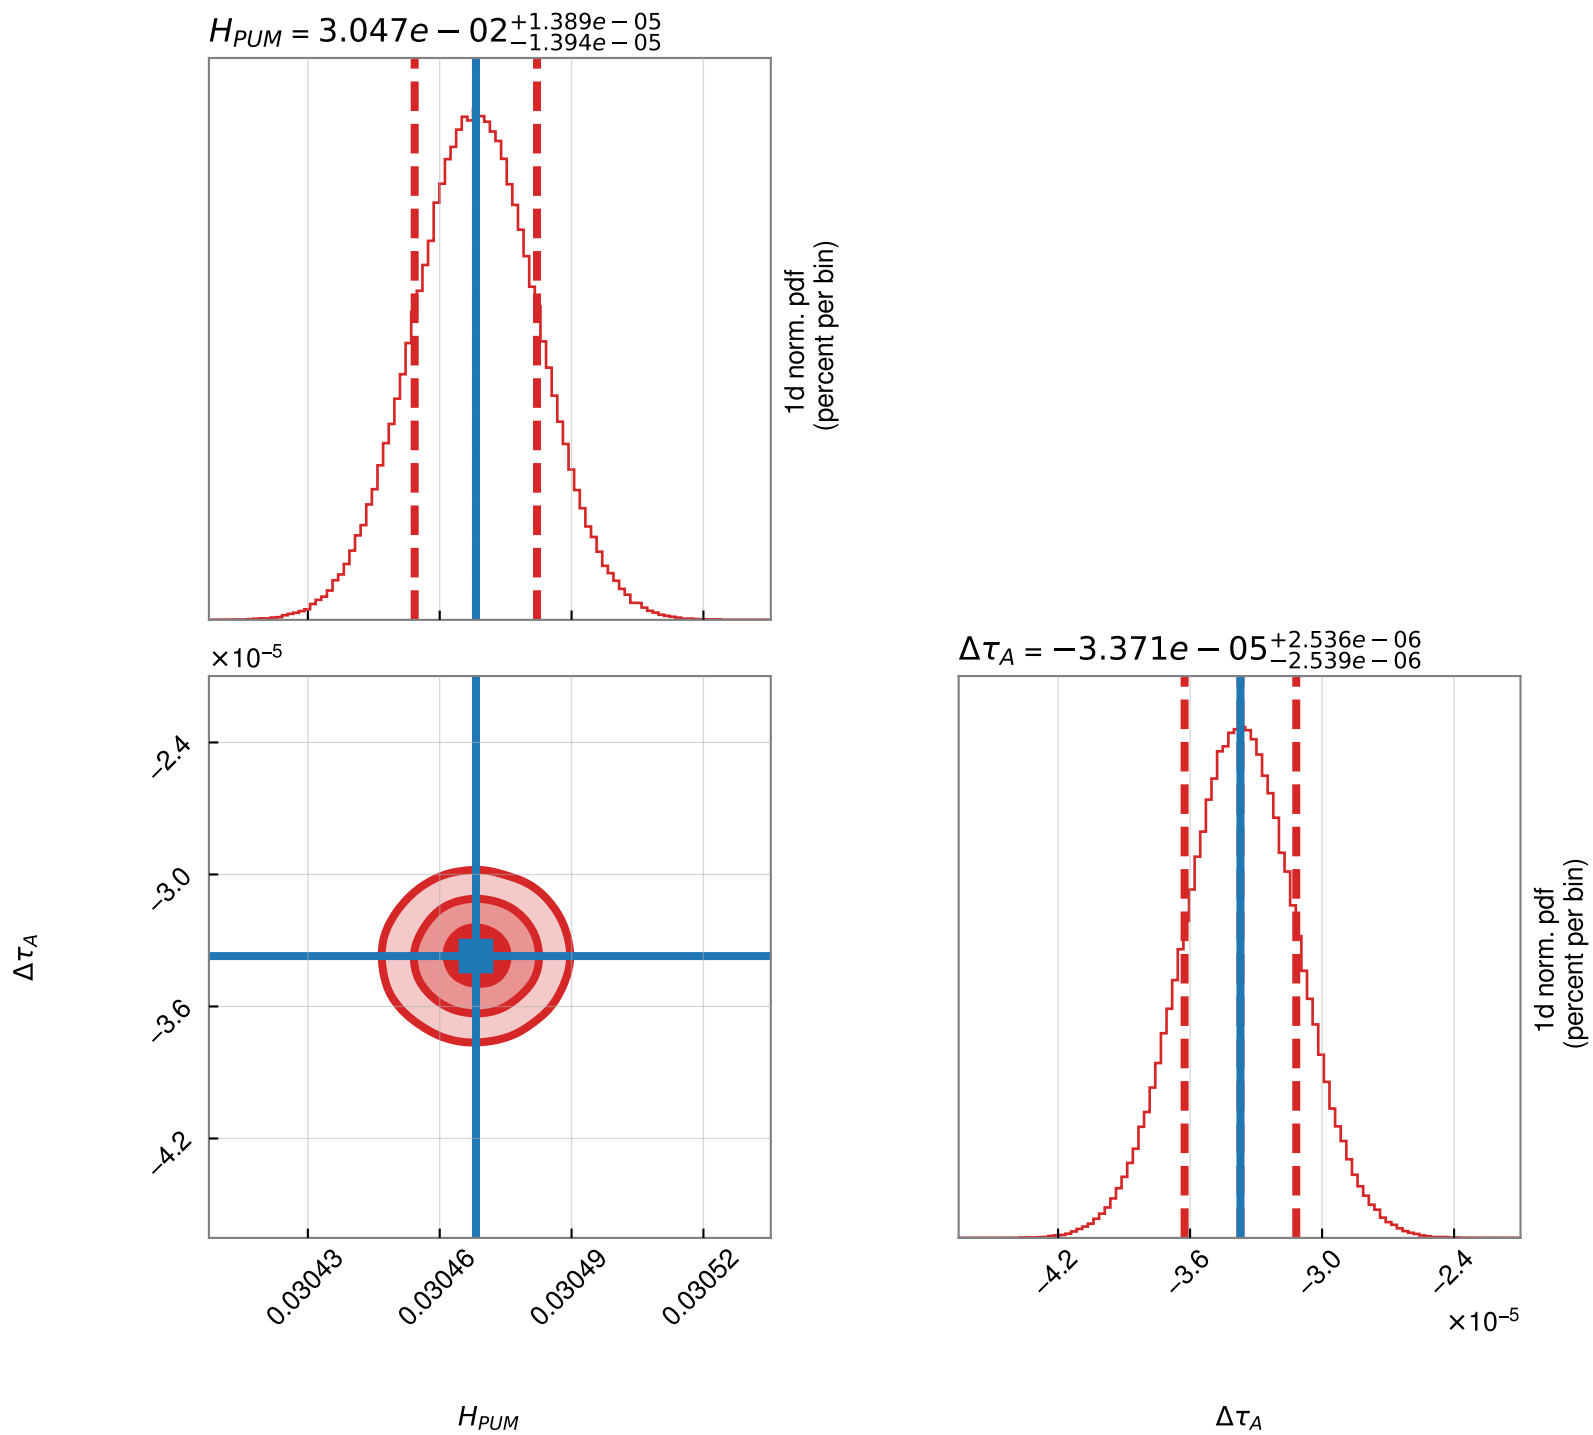 H_PUM = 3.047e − 02 +1.389e − 05 −1.394e − 05
1d norm. pdf
(percent per bin)
×10⁻⁵
−2.4
−3.0
−3.6
−4.2
Δτ_A
0.03043 0.03046 0.03049 0.03052
H_PUM
Δτ_A = −3.371e − 05 +2.536e − 06 −2.539e − 06
1d norm. pdf
(percent per bin)
−4.2 −3.6 −3.0 −2.4
×10⁻⁵
Δτ_A